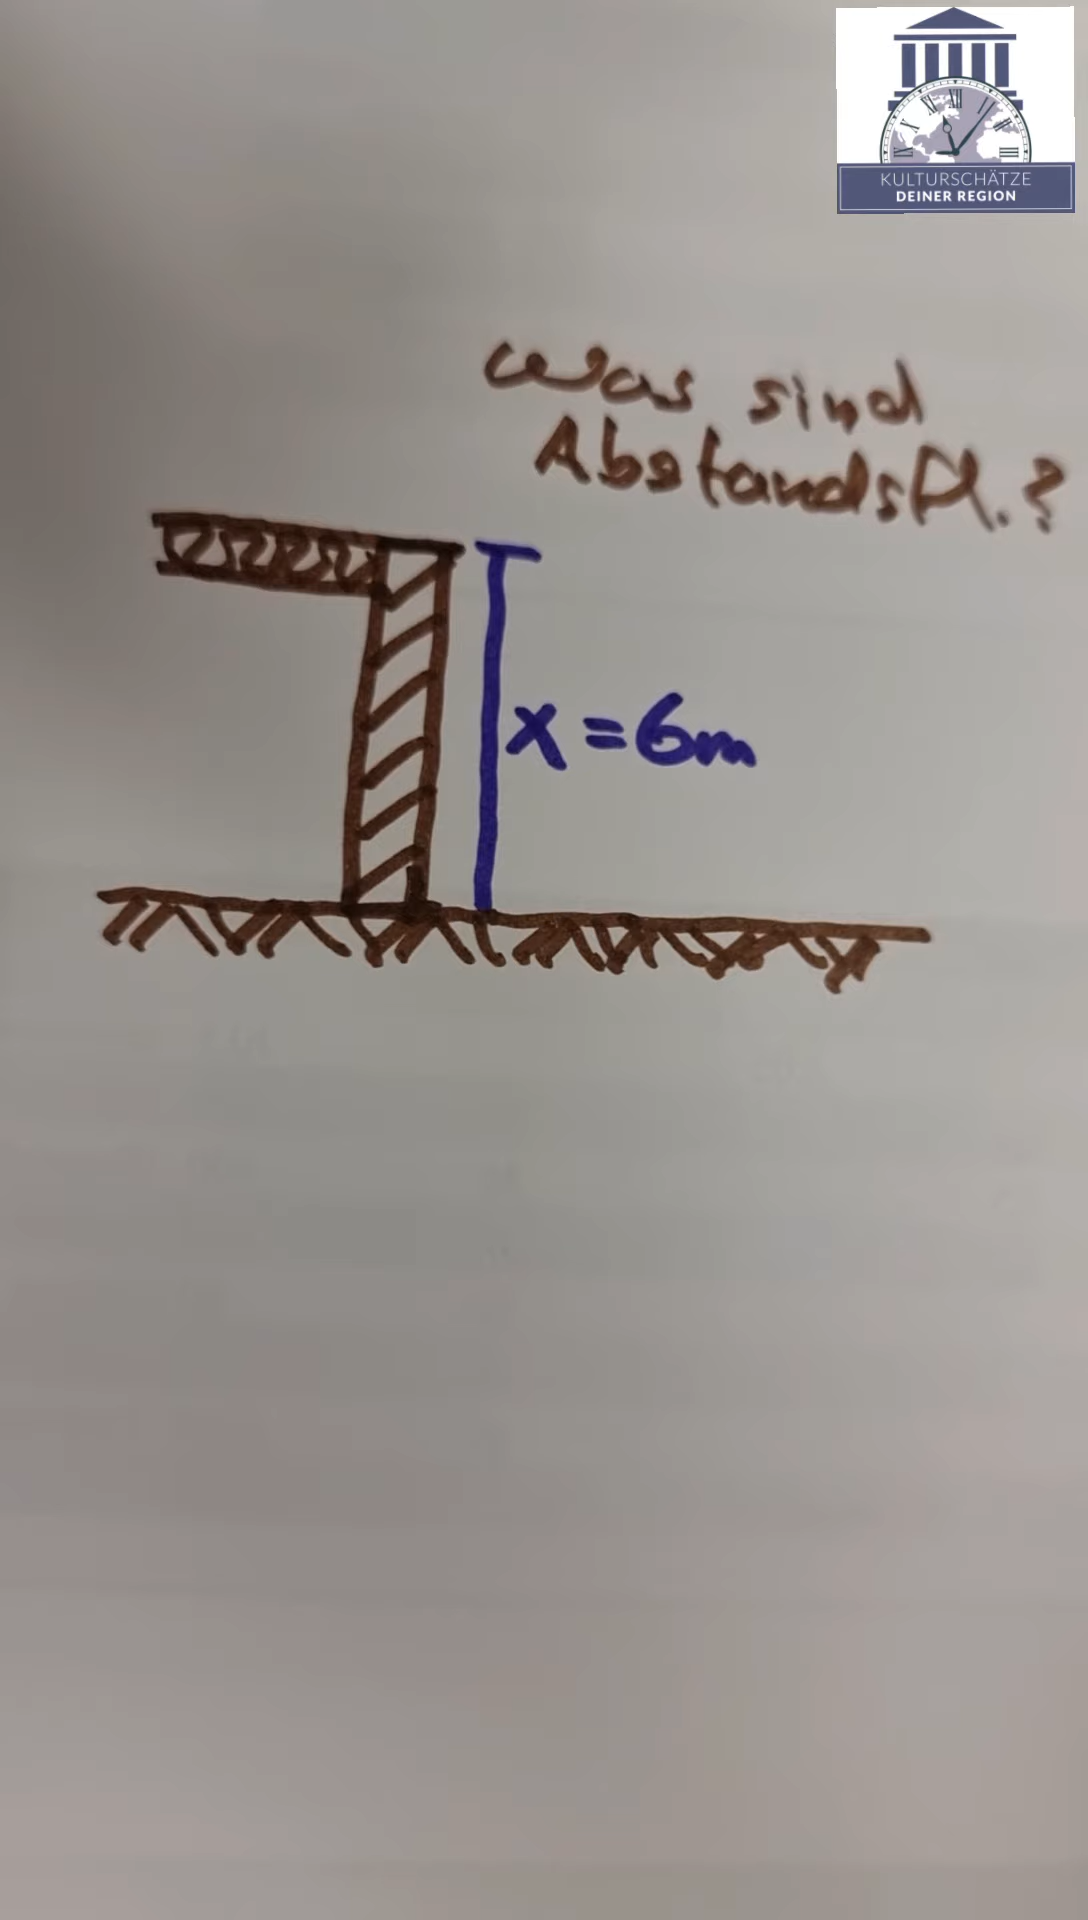 KULTURSCHÄTZE
DEINER REGION
Was sind
Abstandsfl.?
x = 6m